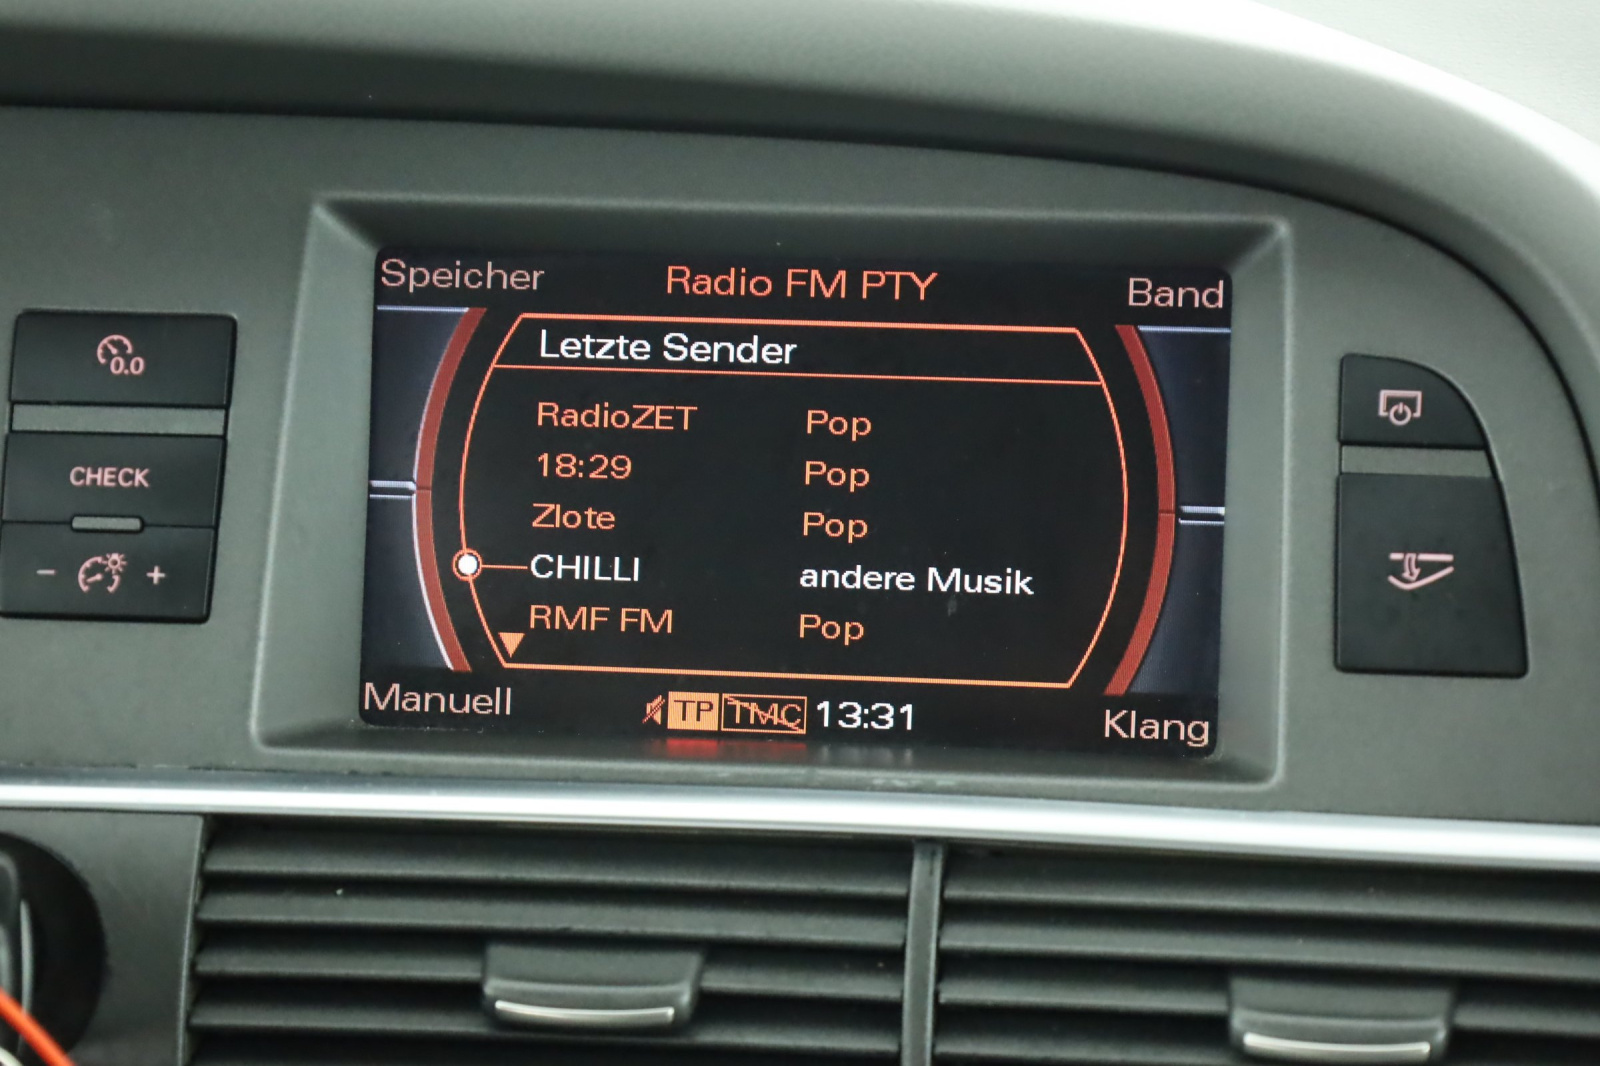 Speicher
Radio FM PTY
Band
Letzte Sender
RadioZET Pop
18:29 Pop
Zlote Pop
CHILLI andere Musik
RMF FM Pop
Manuell
TP TMC 13:31
Klang
0.0
CHECK
- +